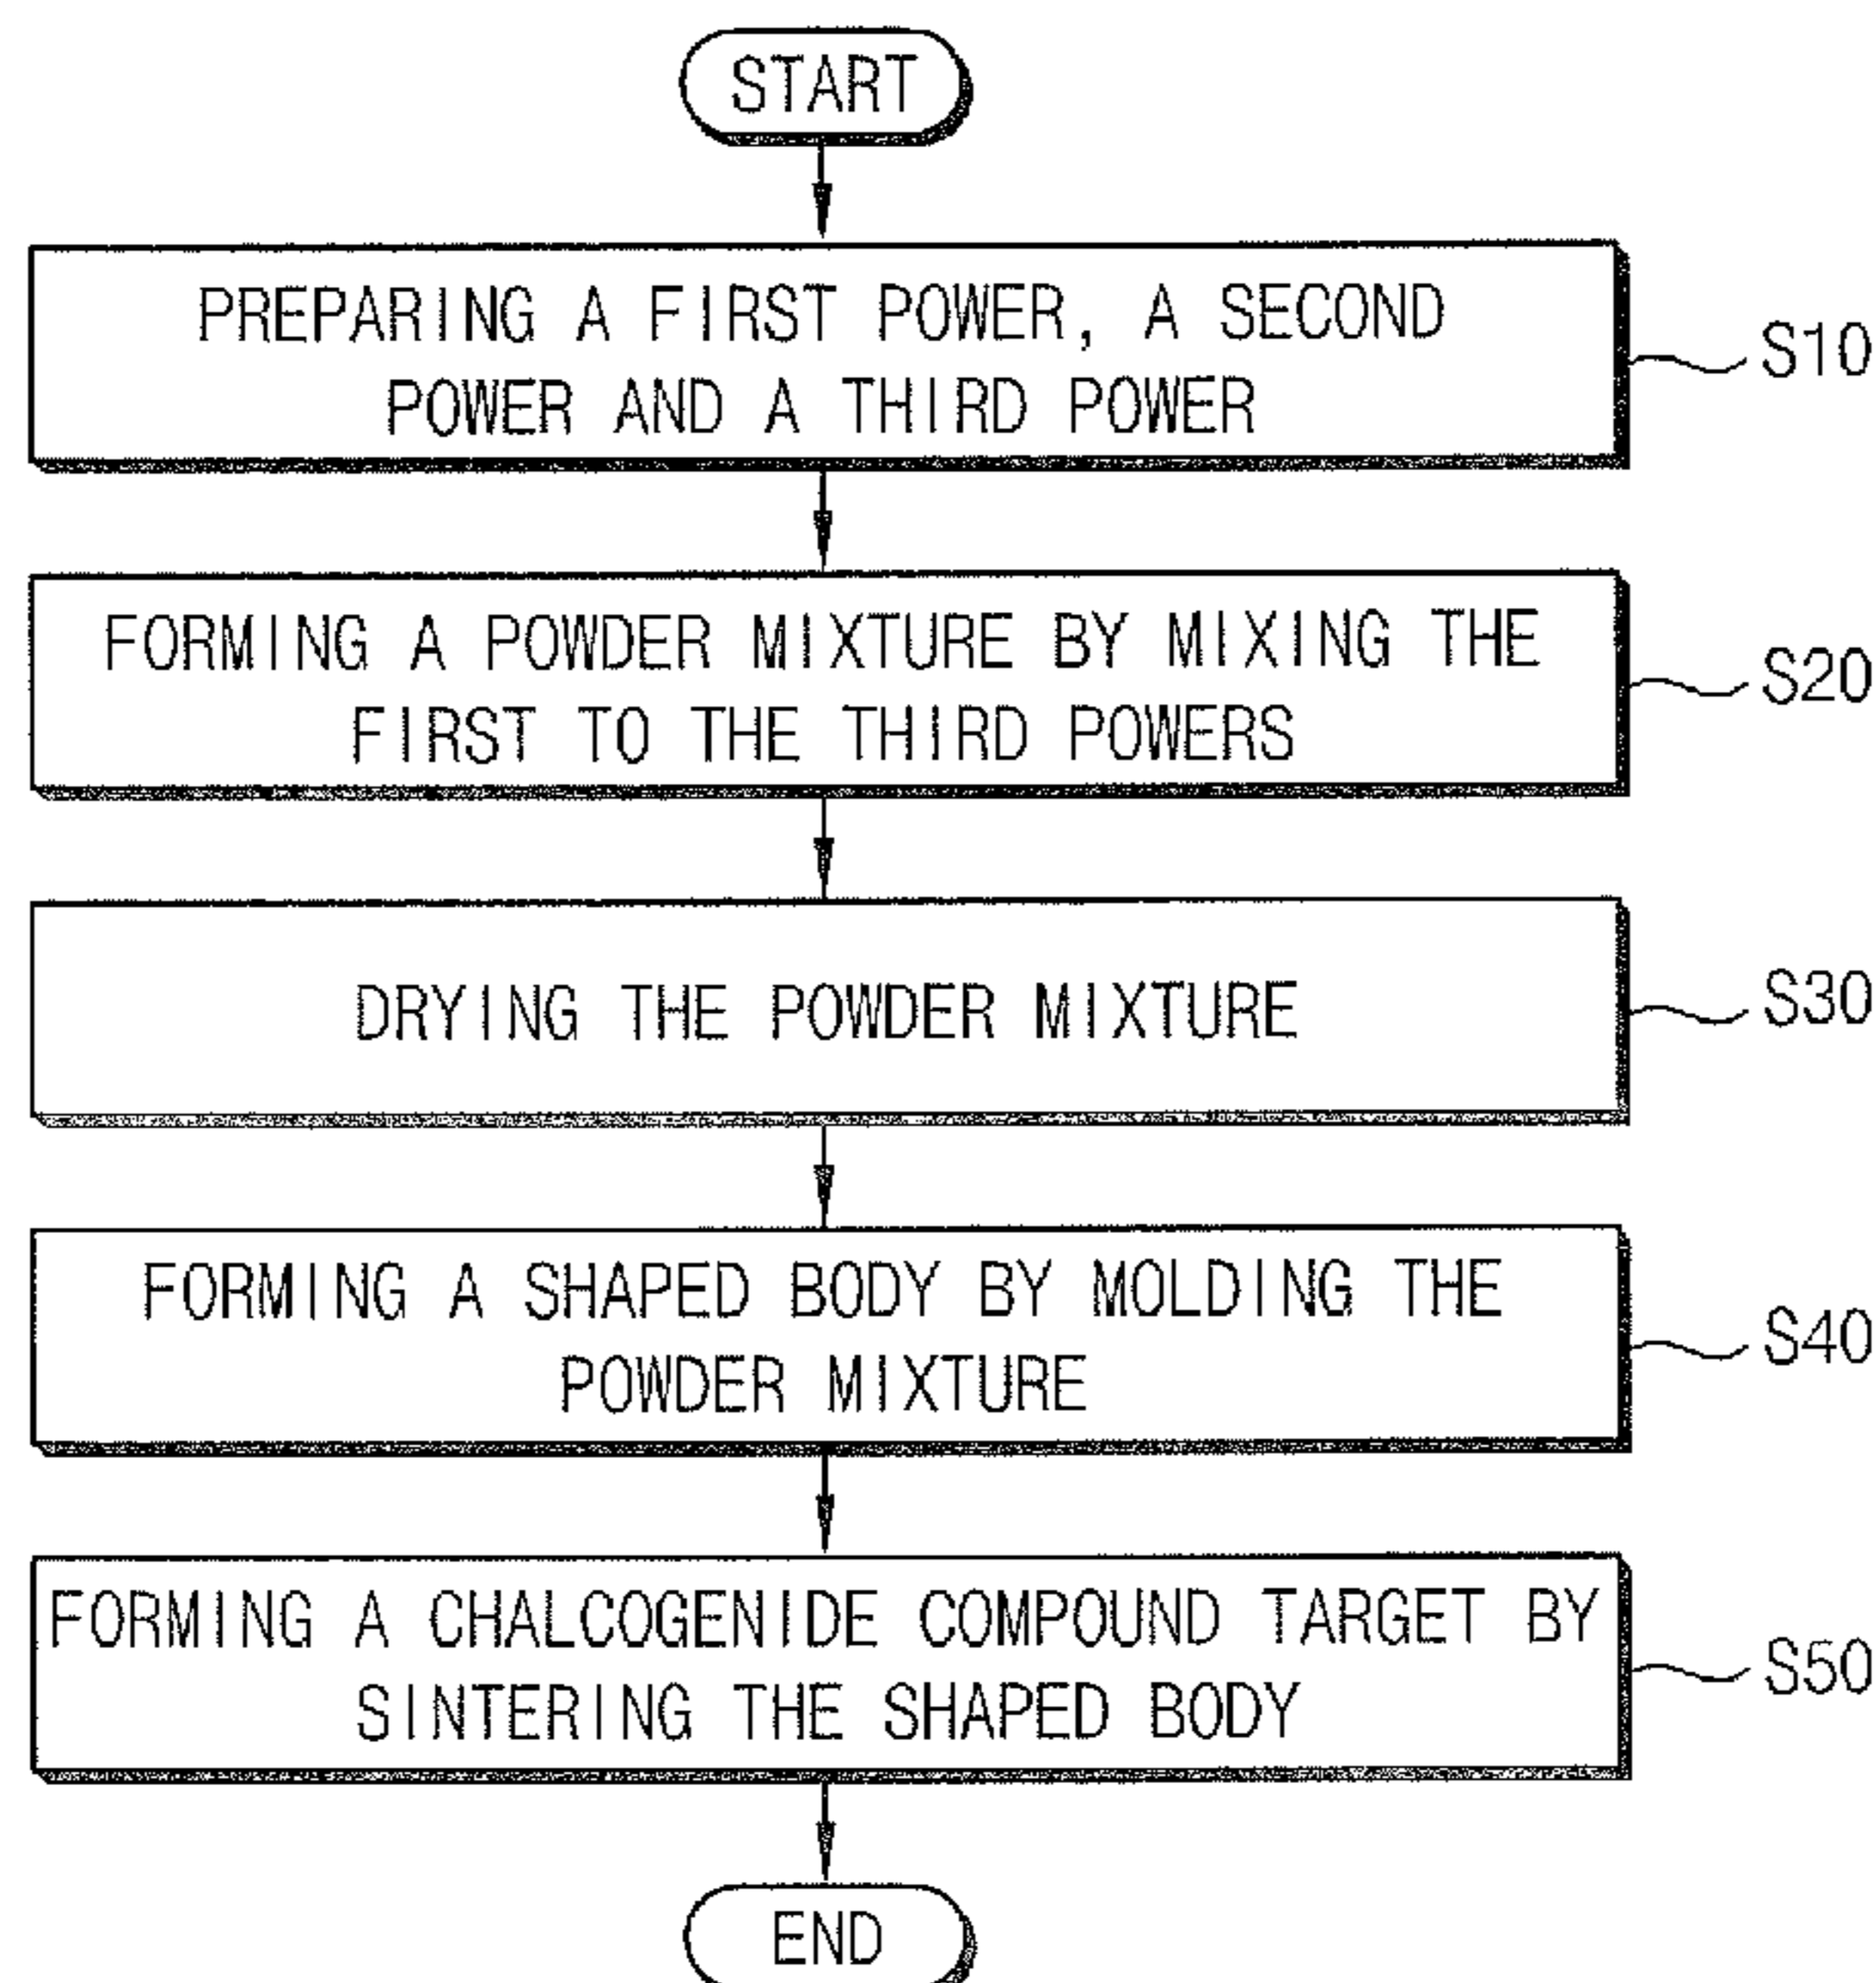 START
PREPARING A FIRST POWER, A SECOND
POWER AND A THIRD POWER
S10
FORMING A POWDER MIXTURE BY MIXING THE
FIRST TO THE THIRD POWERS
S20
DRYING THE POWDER MIXTURE
S30
FORMING A SHAPED BODY BY MOLDING THE
POWDER MIXTURE
S40
FORMING A CHALCOGENIDE COMPOUND TARGET BY
SINTERING THE SHAPED BODY
S50
END